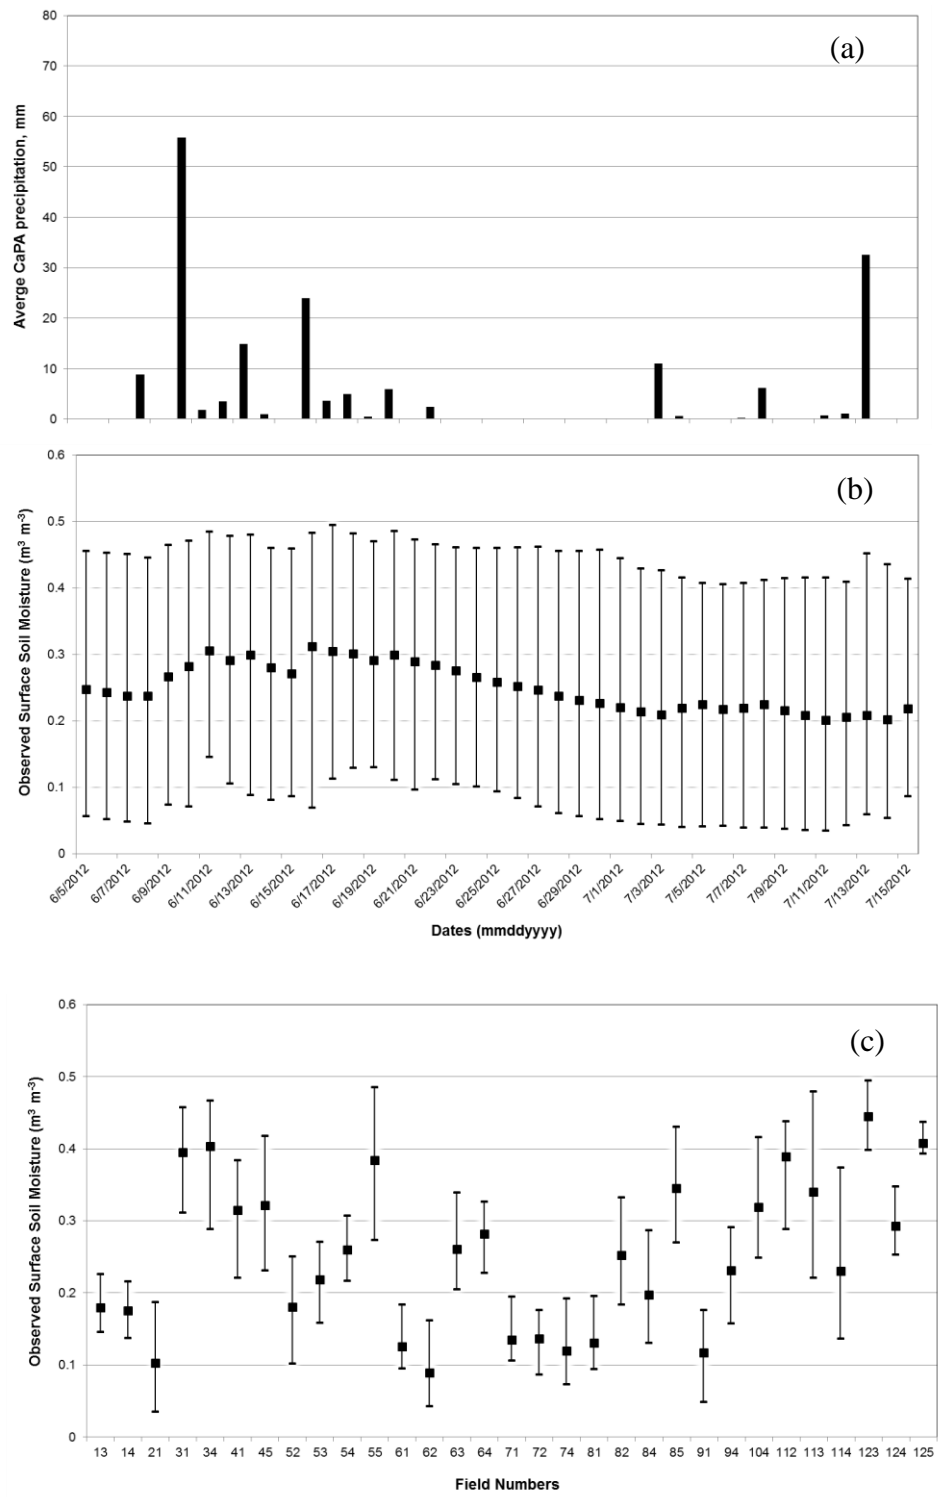 (a)
Averge CaPA precipitation, mm
80
70
60
50
40
30
20
10
0
(b)
Observed Surface Soil Moisture (m³ m⁻³)
0.6
0.5
0.4
0.3
0.2
0.1
0
6/5/2012 6/7/2012 6/9/2012 6/11/2012 6/13/2012 6/15/2012 6/17/2012 6/19/2012 6/21/2012 6/23/2012 6/25/2012 6/27/2012 6/29/2012 7/1/2012 7/3/2012 7/5/2012 7/7/2012 7/9/2012 7/11/2012 7/13/2012 7/15/2012
Dates (mmddyyyy)
(c)
Observed Surface Soil Moisture (m³ m⁻³)
0.6
0.5
0.4
0.3
0.2
0.1
0
13 14 21 31 34 41 45 52 53 54 55 61 62 63 64 71 72 74 81 82 84 85 91 94 104 112 113 114 123 124 125
Field Numbers